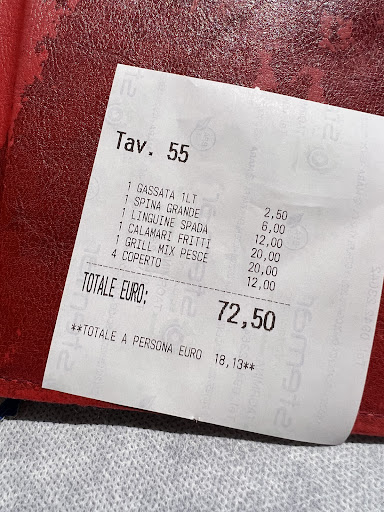 Tav. 55
1 GASSATA 1LT 2,50
1 SPINA GRANDE 6,00
1 LINGUINE SPADA 12,00
1 CALAMARI FRITTI 20,00
1 GRILL MIX PESCE 20,00
4 COPERTO 12,00
TOTALE EURO: 72,50
**TOTALE A PERSONA EURO 18,13**